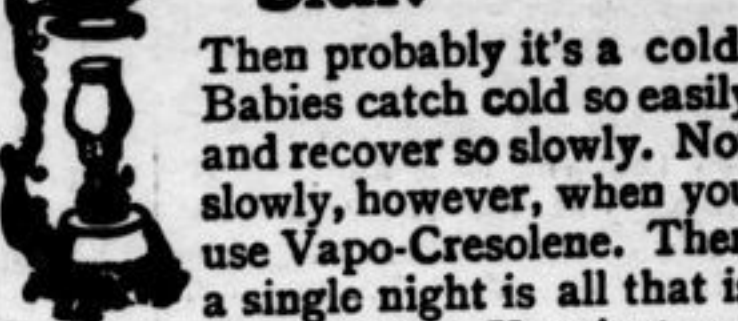 Then probably it's a cold
Babies catch cold so easily
and recover so slowly. No
slowly, however, when you
use Vapo-Cresolene. Then
a single night is all that is